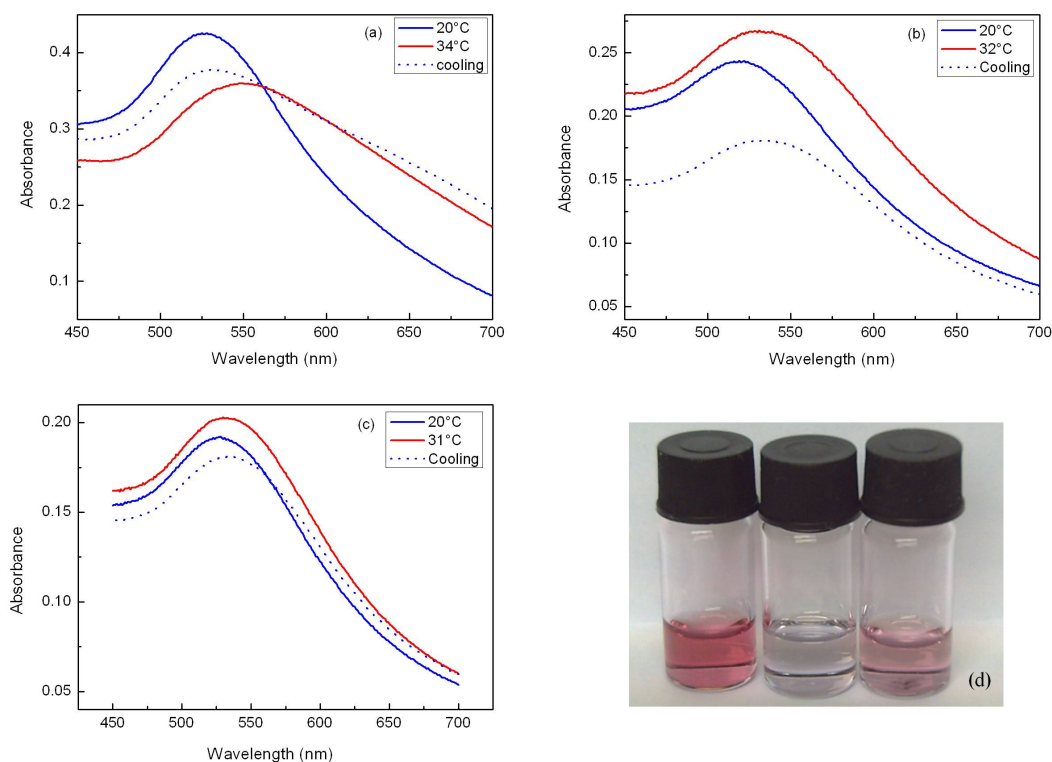 (a)
20°C
34°C
cooling
0.4
0.3
0.2
0.1
Absorbance
450 500 550 600 650 700
Wavelength (nm)
(b)
20°C
32°C
Cooling
0.25
0.20
0.15
0.10
0.05
Absorbance
450 500 550 600 650 700
Wavelength (nm)
(c)
20°C
31°C
Cooling
0.20
0.15
0.10
0.05
Absorbance
450 500 550 600 650 700
Wavelength (nm)
(d)